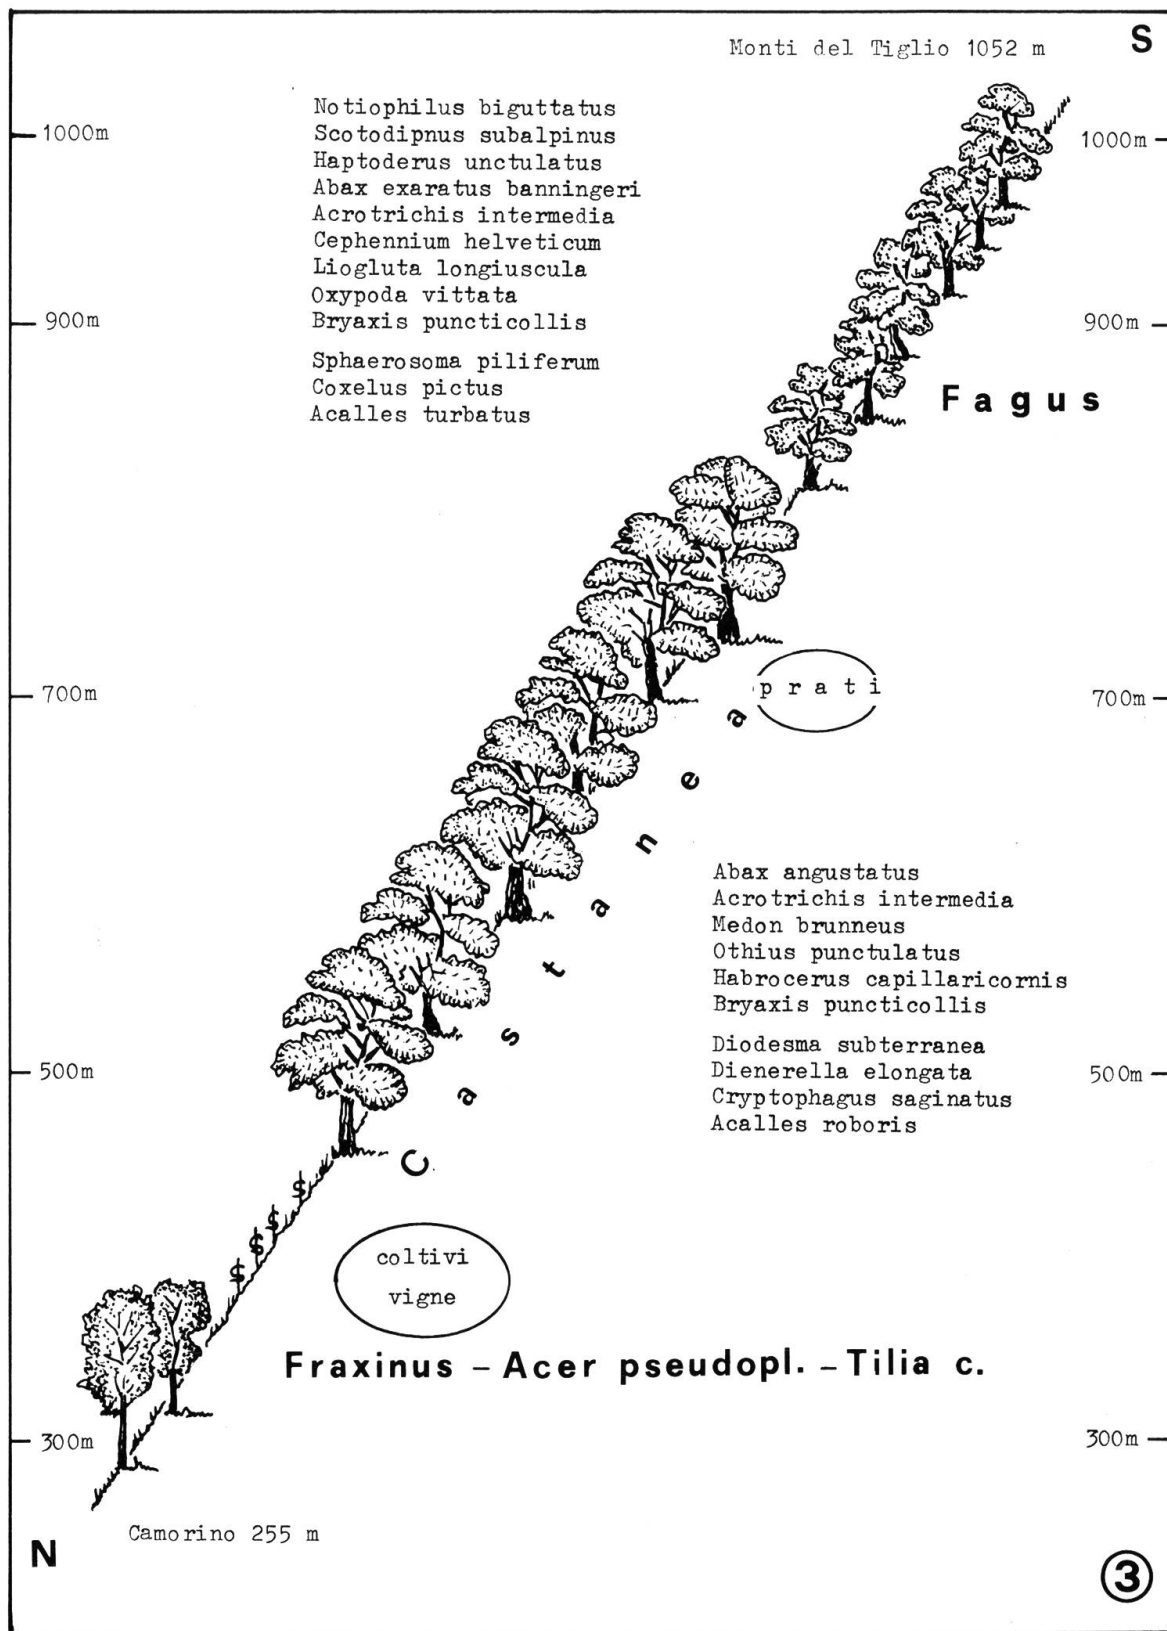 Monti del Tiglio 1052 m
S
Notiophilus biguttatus
Scotodipnus subalpinus
Haptoderus unctulatus
Abax exaratus banningeri
Acrotrichis intermedia
Cephennium helveticum
Liogluta longiuscula
Oxypoda vittata
Bryaxis puncticollis
Sphaerosoma piliferum
Coxelus pictus
Acalles turbatus
1000m
1000m
900m
900m
Fagus
prati
700m
700m
Castanea
Abax angustatus
Acrotrichis intermedia
Medon brunneus
Othius punctulatus
Habrocerus capillaricornis
Bryaxis puncticollis
Diodesma subterranea
Dienerella elongata
Cryptophagus saginatus
Acalles roboris
500m
500m
coltivi
vigne
Fraxinus – Acer pseudopl. – Tilia c.
300m
300m
Camorino 255 m
N
3